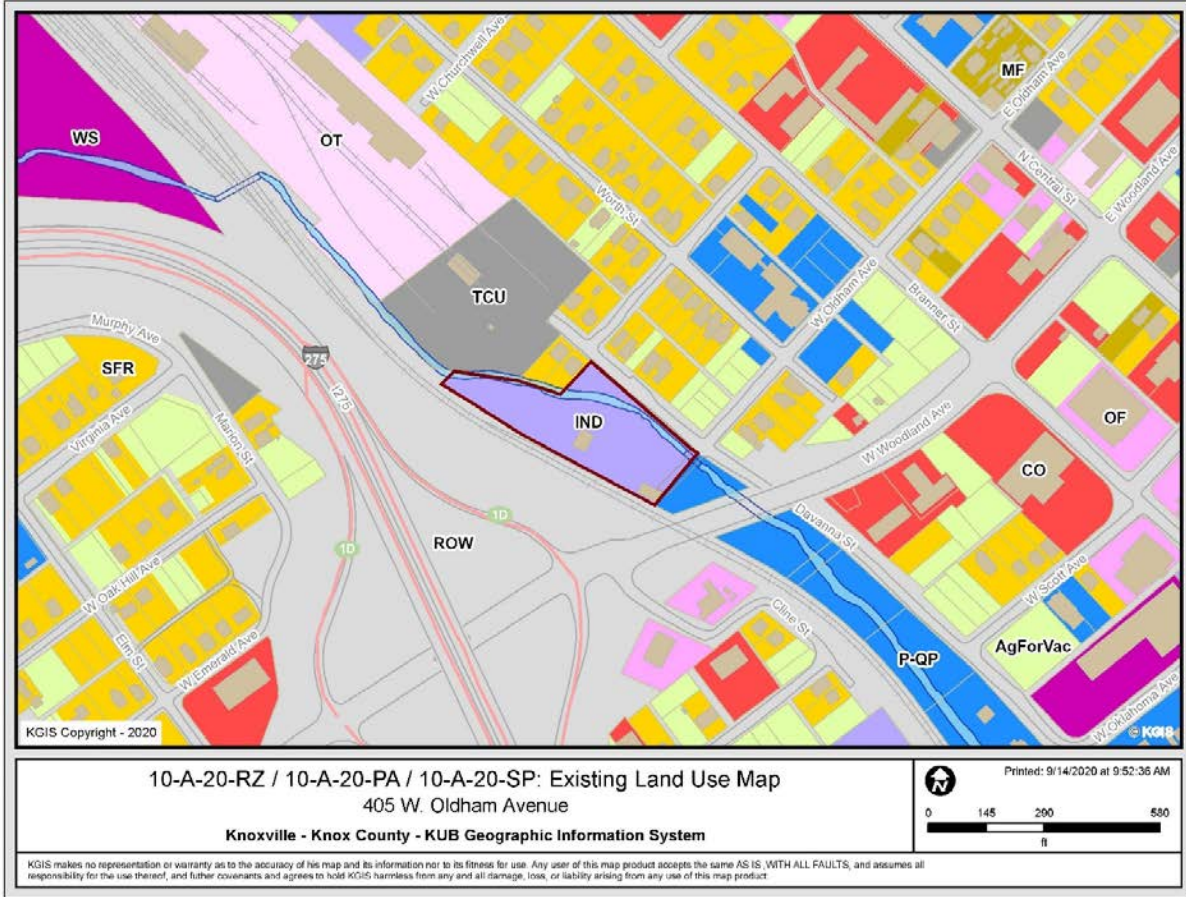 W Churchwell Ave
E Oldham Ave
MF
WS
OT
N Central St
E Woodland Ave
Worth St
TCU
W Oldham Ave
Branner St
Murphy Ave
275
SFR
I275
IND
W Woodland Ave
OF
Virginia Ave
Marion St
CO
1D
Davanna St
1D
ROW
W Scott Ave
W Oak Hill Ave
Cline St
AgForVac
Elm St
W Emerald Ave
P-QP
W Oklahoma Ave
KGIS Copyright - 2020
© KGIS
10-A-20-RZ / 10-A-20-PA / 10-A-20-SP: Existing Land Use Map
405 W. Oldham Avenue
Knoxville - Knox County - KUB Geographic Information System
N
Printed: 9/14/2020 at 9:52:36 AM
0 145 290 580
ft
KGIS makes no representation or warranty as to the accuracy of his map and its information nor to its fitness for use. Any user of this map product accepts the same AS IS ,WITH ALL FAULTS, and assumes all
responsibility for the use thereof, and futher covenants and agrees to hold KGIS harmless from any and all damage, loss, or liability arising from any use of this map product.